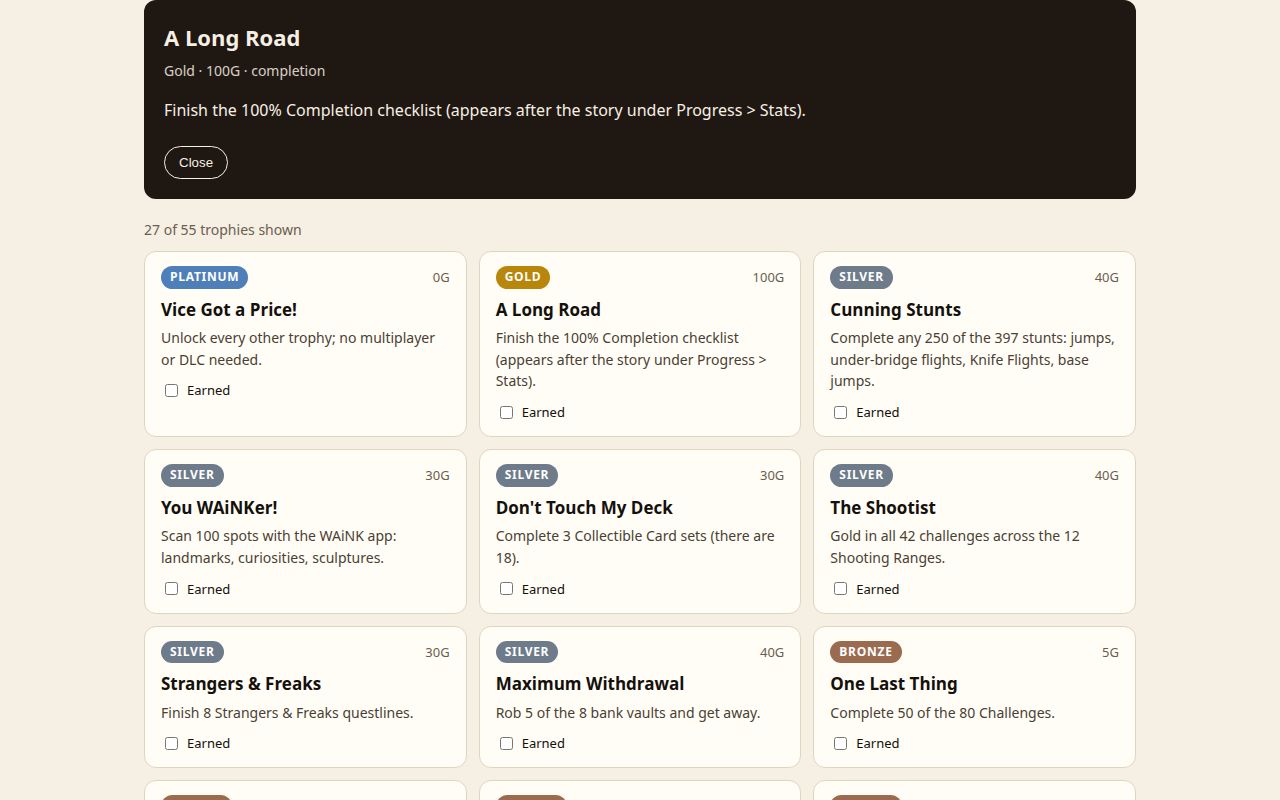 A Long Road
Gold · 100G · completion
Finish the 100% Completion checklist (appears after the story under Progress > Stats).
Close
27 of 55 trophies shown
PLATINUM 0G
Vice Got a Price!
Unlock every other trophy; no multiplayer
or DLC needed.
Earned
GOLD 100G
A Long Road
Finish the 100% Completion checklist
(appears after the story under Progress >
Stats).
Earned
SILVER 40G
Cunning Stunts
Complete any 250 of the 397 stunts: jumps,
under-bridge flights, Knife Flights, base
jumps.
Earned
SILVER 30G
You WAiNKer!
Scan 100 spots with the WAiNK app:
landmarks, curiosities, sculptures.
Earned
SILVER 30G
Don't Touch My Deck
Complete 3 Collectible Card sets (there are
18).
Earned
SILVER 40G
The Shootist
Gold in all 42 challenges across the 12
Shooting Ranges.
Earned
SILVER 30G
Strangers & Freaks
Finish 8 Strangers & Freaks questlines.
Earned
SILVER 40G
Maximum Withdrawal
Rob 5 of the 8 bank vaults and get away.
Earned
BRONZE 5G
One Last Thing
Complete 50 of the 80 Challenges.
Earned